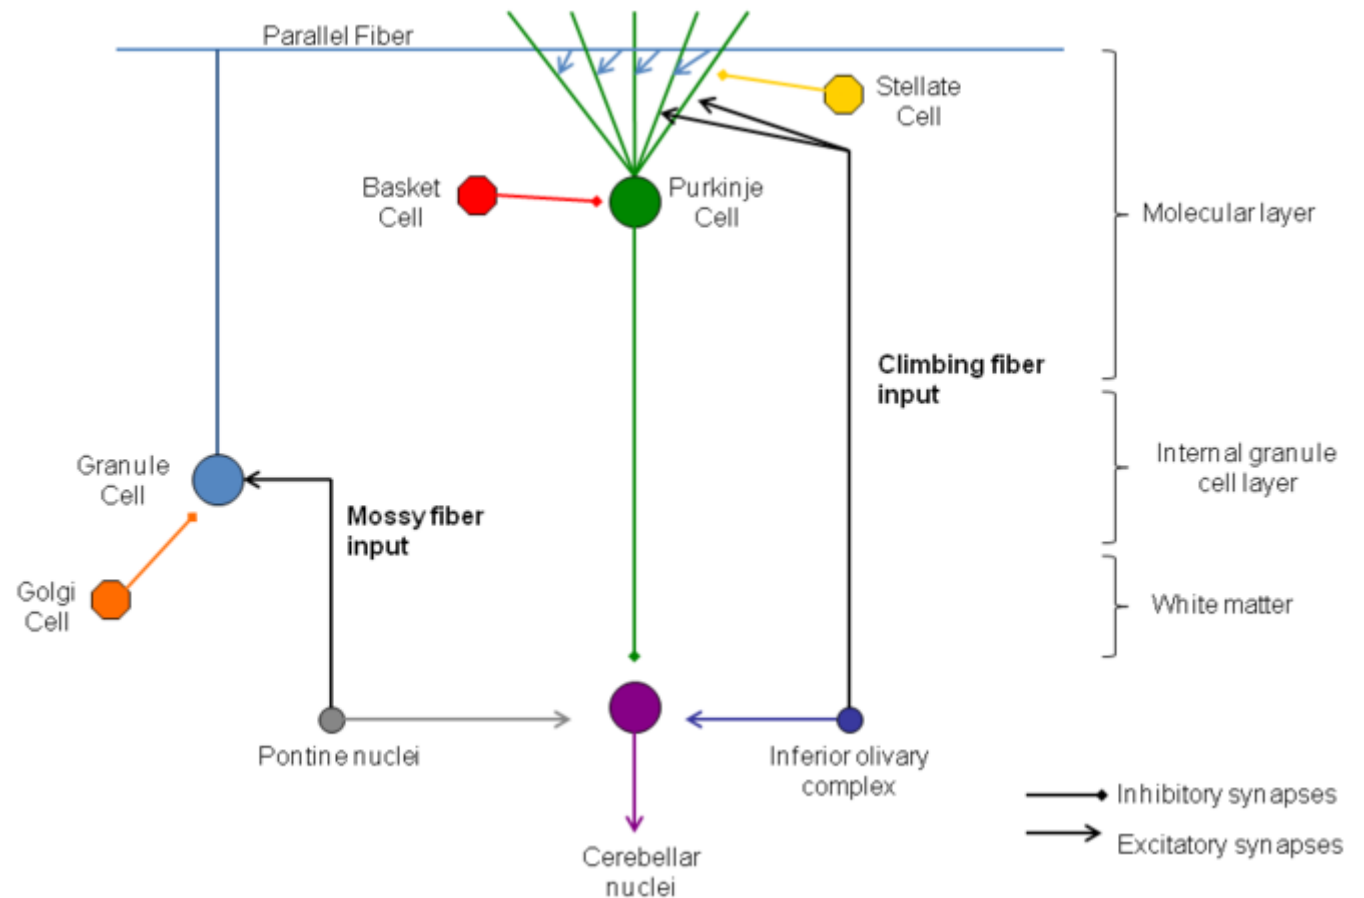 Parallel Fiber
Stellate
Cell
Basket
Cell
Purkinje
Cell
Molecular layer
Climbing fiber
input
Granule
Cell
Internal granule
cell layer
Mossy fiber
input
Golgi
Cell
White matter
Pontine nuclei
Inferior olivary
complex
Inhibitory synapses
Excitatory synapses
Cerebellar
nuclei